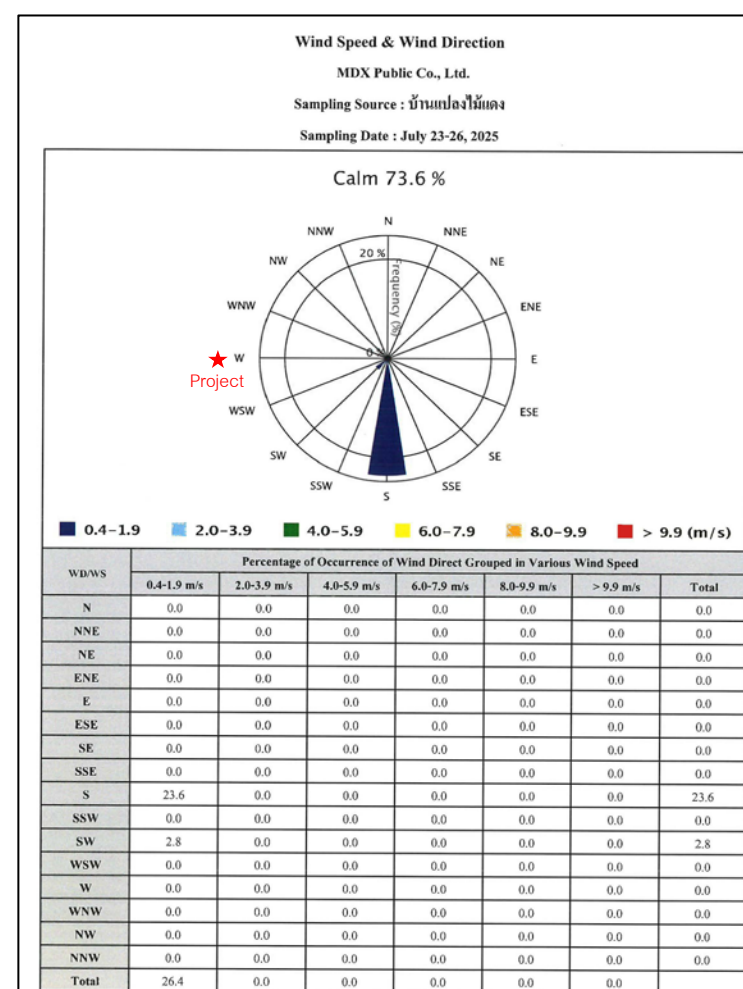 Wind Speed & Wind Direction
MDX Public Co., Ltd.
Sampling Source : บ้านแปลงไม้แดง
Sampling Date : July 23-26, 2025
Calm 73.6 %
N
NNW
NNE
20 %
NW
NE
Frequency (%)
WNW
ENE
0 %
W
E
Project
WSW
ESE
SW
SE
SSW
SSE
S
0.4-1.9 2.0-3.9 4.0-5.9 6.0-7.9 8.0-9.9 > 9.9 (m/s)
WD/WS Percentage of Occurrence of Wind Direct Grouped in Various Wind Speed
0.4-1.9 m/s 2.0-3.9 m/s 4.0-5.9 m/s 6.0-7.9 m/s 8.0-9.9 m/s > 9.9 m/s Total
N 0.0 0.0 0.0 0.0 0.0 0.0 0.0
NNE 0.0 0.0 0.0 0.0 0.0 0.0 0.0
NE 0.0 0.0 0.0 0.0 0.0 0.0 0.0
ENE 0.0 0.0 0.0 0.0 0.0 0.0 0.0
E 0.0 0.0 0.0 0.0 0.0 0.0 0.0
ESE 0.0 0.0 0.0 0.0 0.0 0.0 0.0
SE 0.0 0.0 0.0 0.0 0.0 0.0 0.0
SSE 0.0 0.0 0.0 0.0 0.0 0.0 0.0
S 23.6 0.0 0.0 0.0 0.0 0.0 23.6
SSW 0.0 0.0 0.0 0.0 0.0 0.0 0.0
SW 2.8 0.0 0.0 0.0 0.0 0.0 2.8
WSW 0.0 0.0 0.0 0.0 0.0 0.0 0.0
W 0.0 0.0 0.0 0.0 0.0 0.0 0.0
WNW 0.0 0.0 0.0 0.0 0.0 0.0 0.0
NW 0.0 0.0 0.0 0.0 0.0 0.0 0.0
NNW 0.0 0.0 0.0 0.0 0.0 0.0 0.0
Total 26.4 0.0 0.0 0.0 0.0 0.0